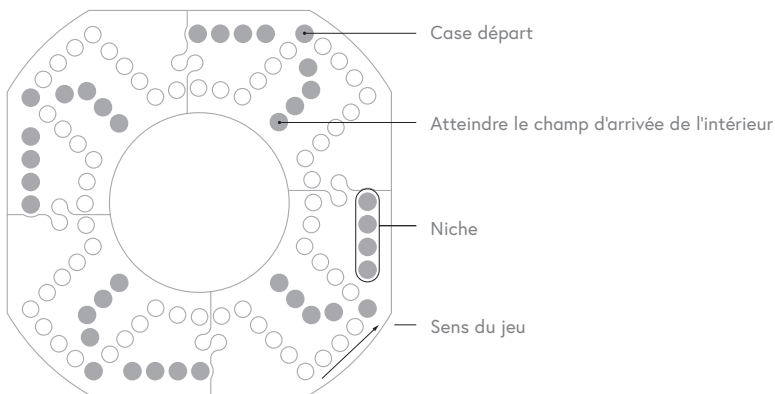 Case départ
Atteindre le champ d'arrivée de l'intérieur
Niche
Sens du jeu